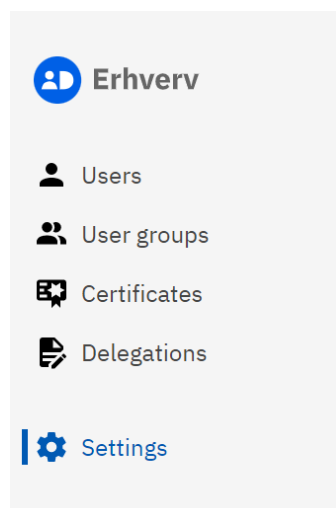 Erhverv
Users
User groups
Certificates
Delegations
Settings